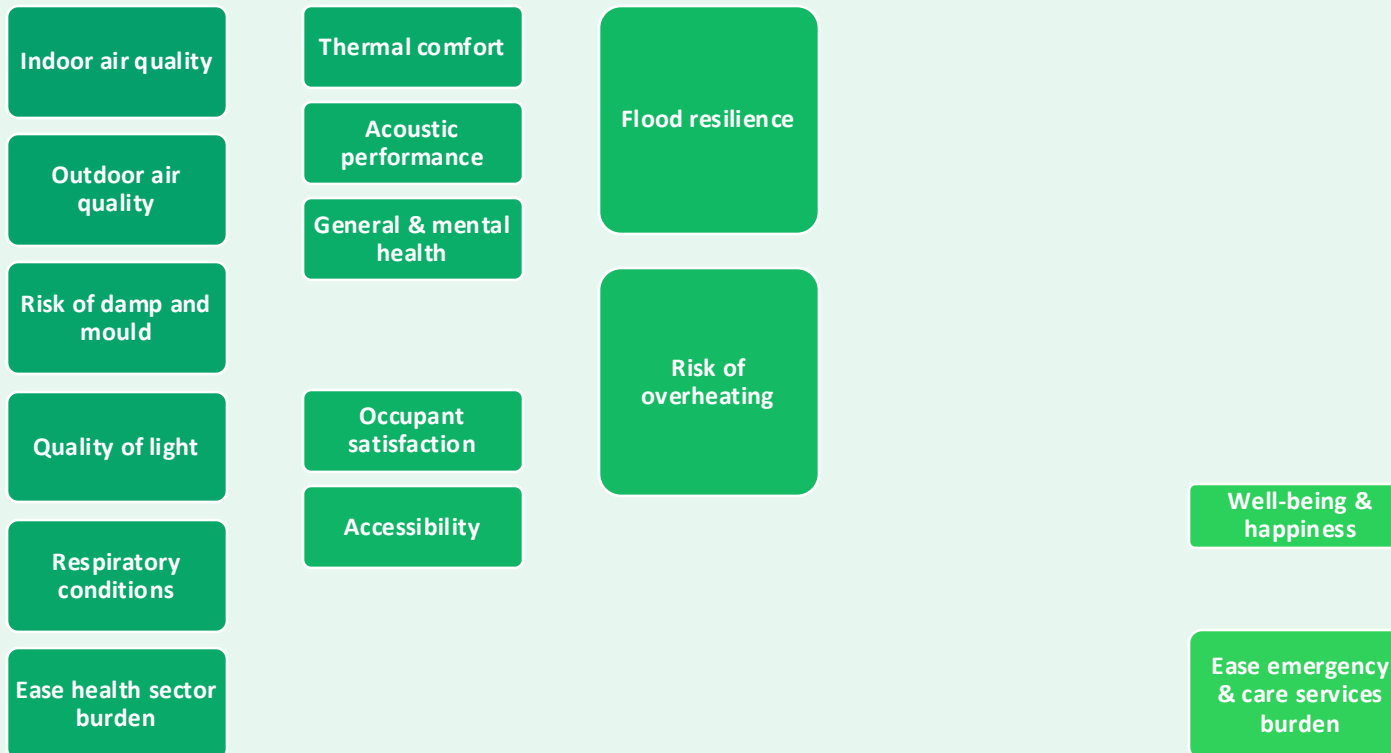 Indoor air quality
Outdoor air
quality
Risk of damp and
mould
Quality of light
Respiratory
conditions
Ease health sector
burden
Thermal comfort
Acoustic
performance
General & mental
health
Occupant
satisfaction
Accessibility
Flood resilience
Risk of
overheating
Well-being &
happiness
Ease emergency
& care services
burden